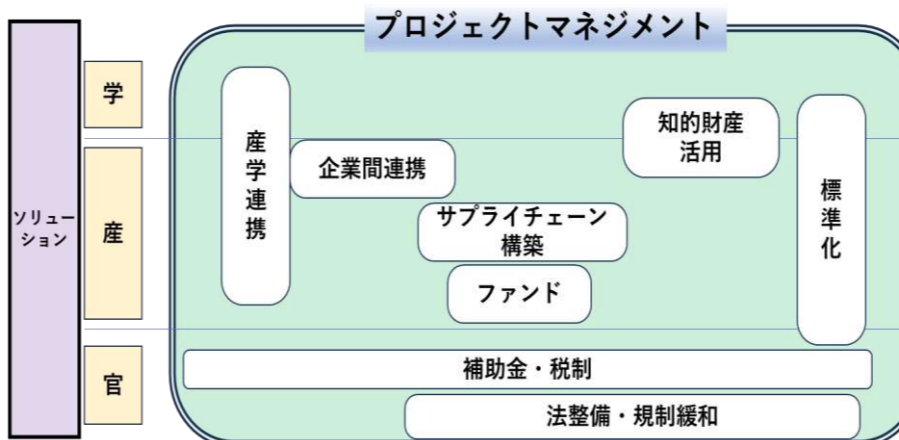 プロジェクトマネジメント
ソリュー
ション
学
産
官
産学連携
企業間連携
サプライチェーン
構築
ファンド
知的財産
活用
標準化
補助金・税制
法整備・規制緩和